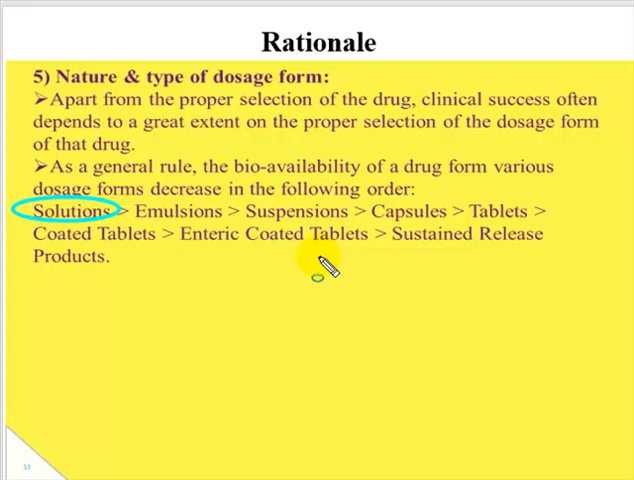 Rationale
5) Nature & type of dosage form:
➢Apart from the proper selection of the drug, clinical success often
depends to a great extent on the proper selection of the dosage form
of that drug.
➢As a general rule, the bio-availability of a drug form various
dosage forms decrease in the following order:
Solutions > Emulsions > Suspensions > Capsules > Tablets >
Coated Tablets > Enteric Coated Tablets > Sustained Release
Products.